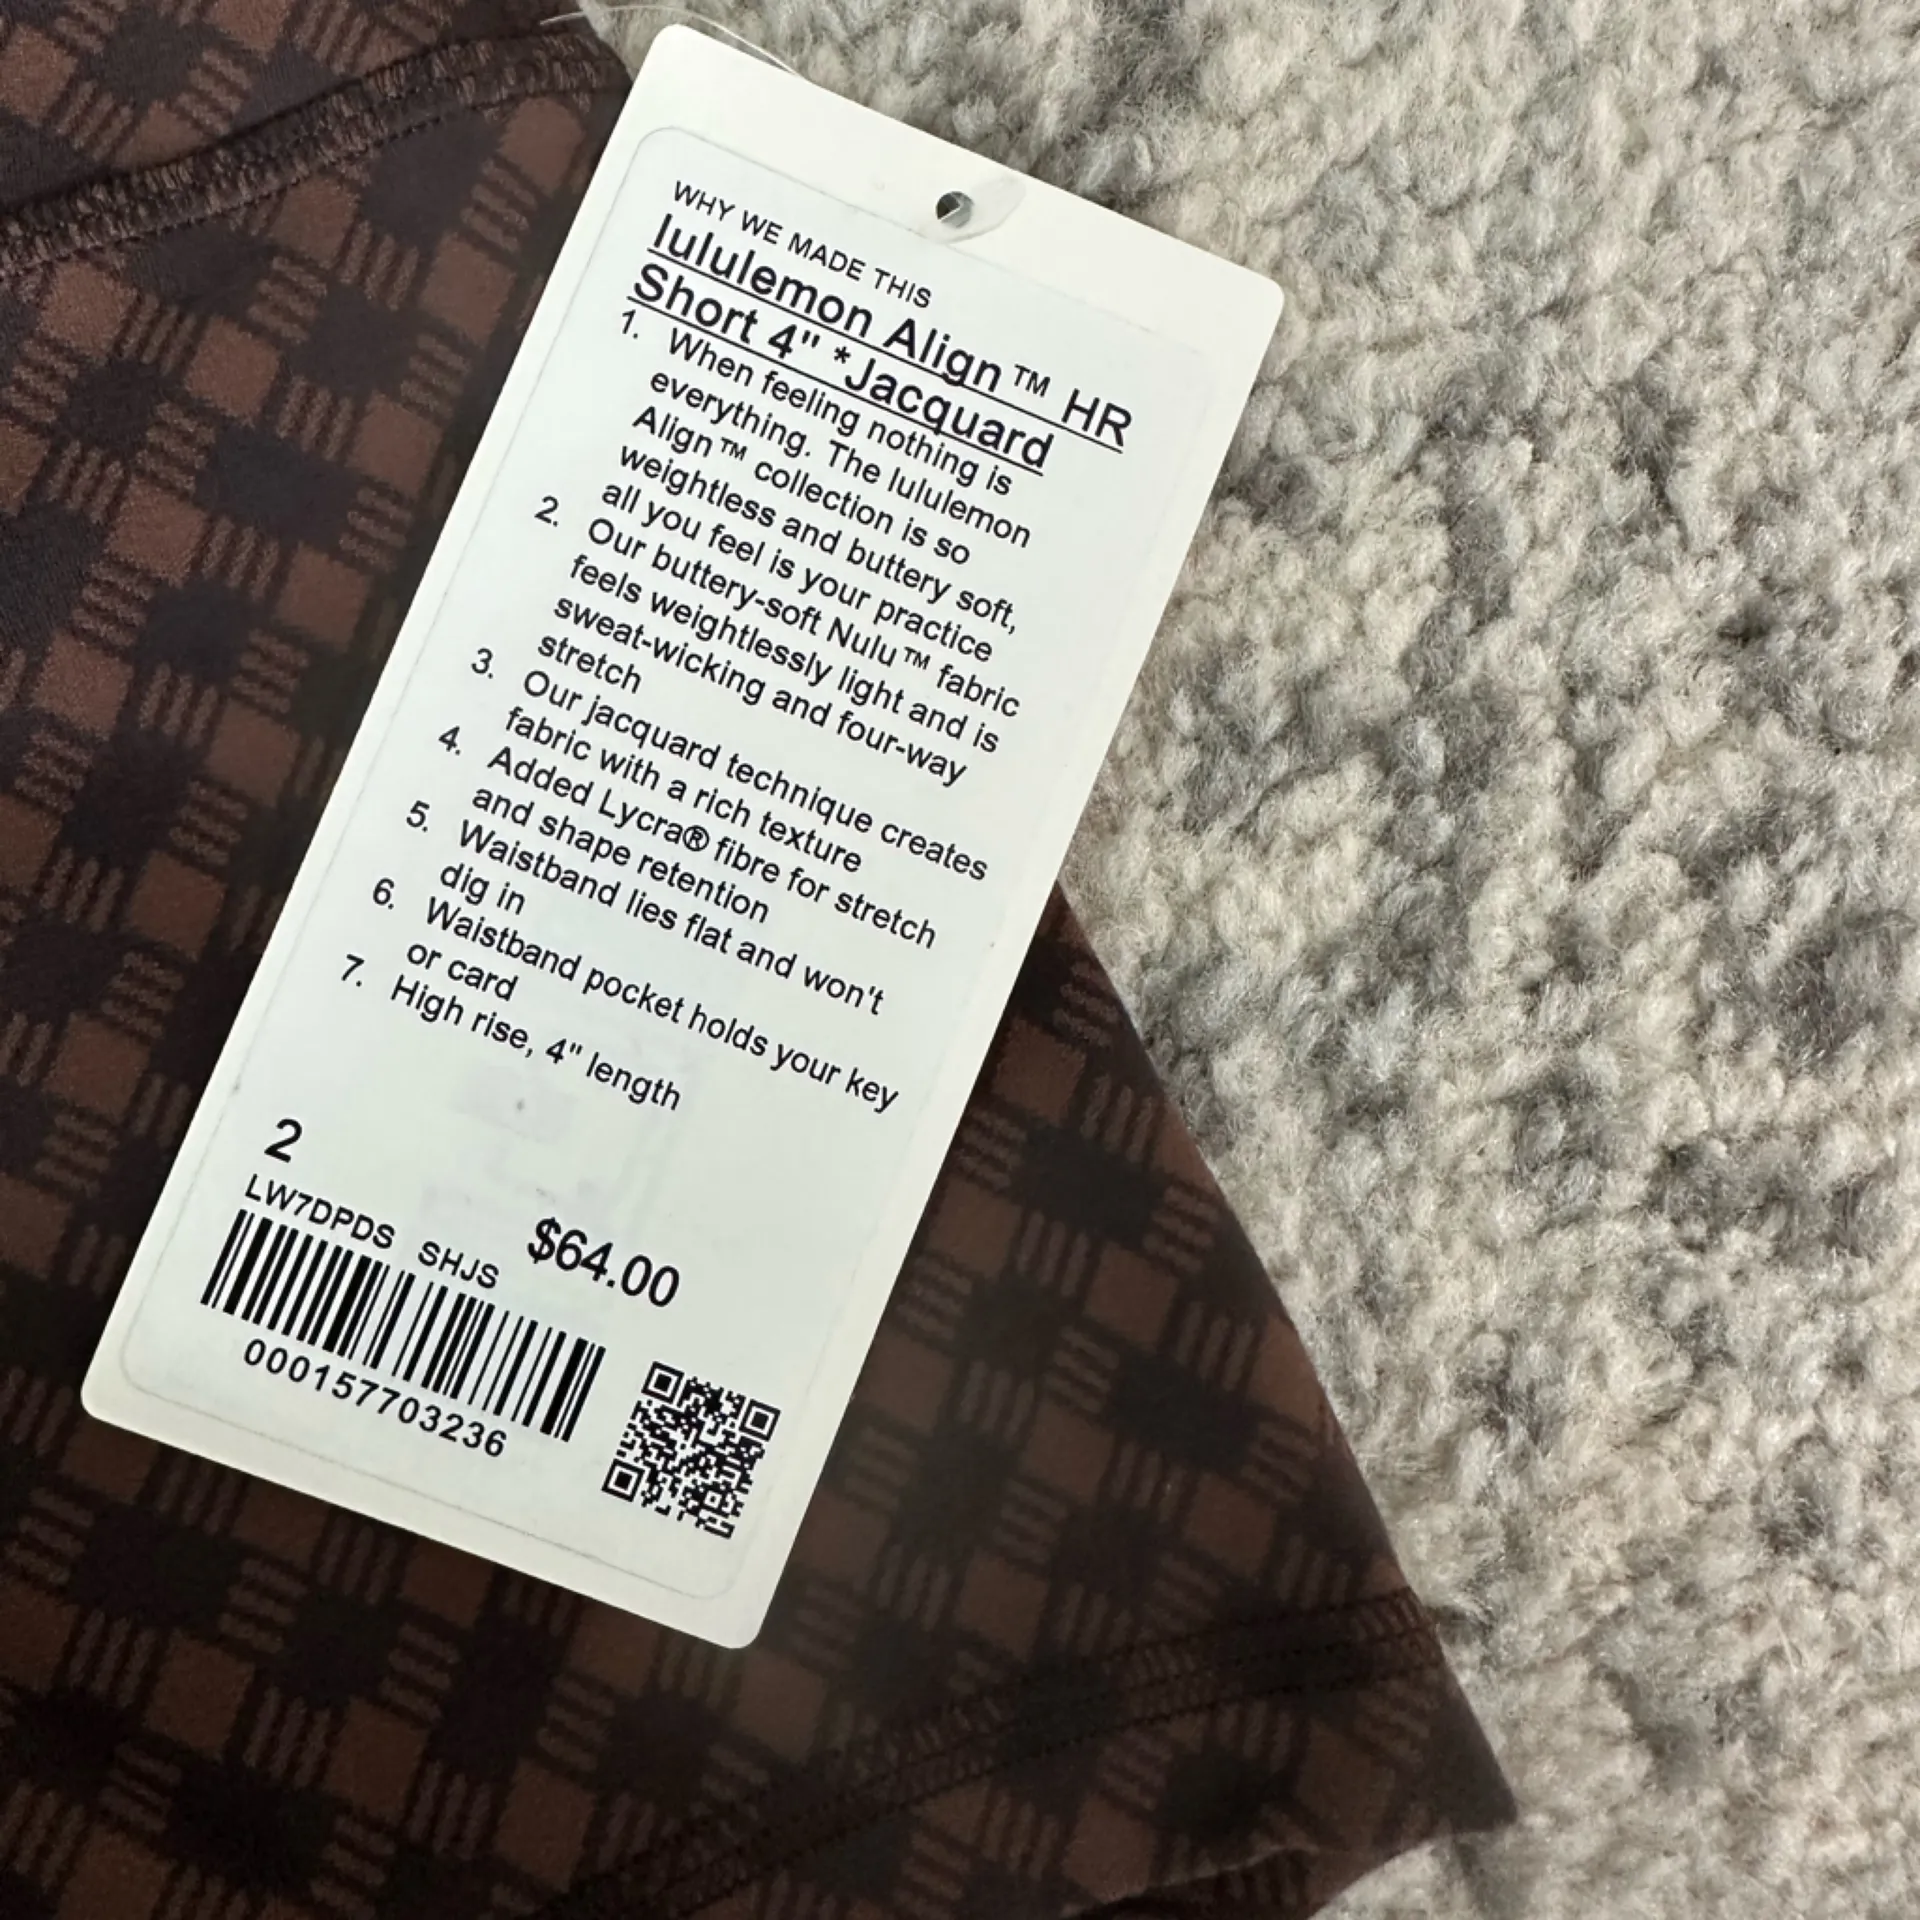 WHY WE MADE THIS
lululemon Align™ HR
Short 4" *Jacquard
1. When feeling nothing is
everything. The lululemon
Align™ collection is so
weightless and buttery soft,
all you feel is your practice
2. Our buttery-soft Nulu™ fabric
feels weightlessly light and is
sweat-wicking and four-way
stretch
3. Our jacquard technique creates
fabric with a rich texture
4. Added Lycra® fibre for stretch
and shape retention
5. Waistband lies flat and won't
dig in
6. Waistband pocket holds your key
or card
7. High rise, 4" length
2
LW7DPDS SHJS
$64.00
000157703236